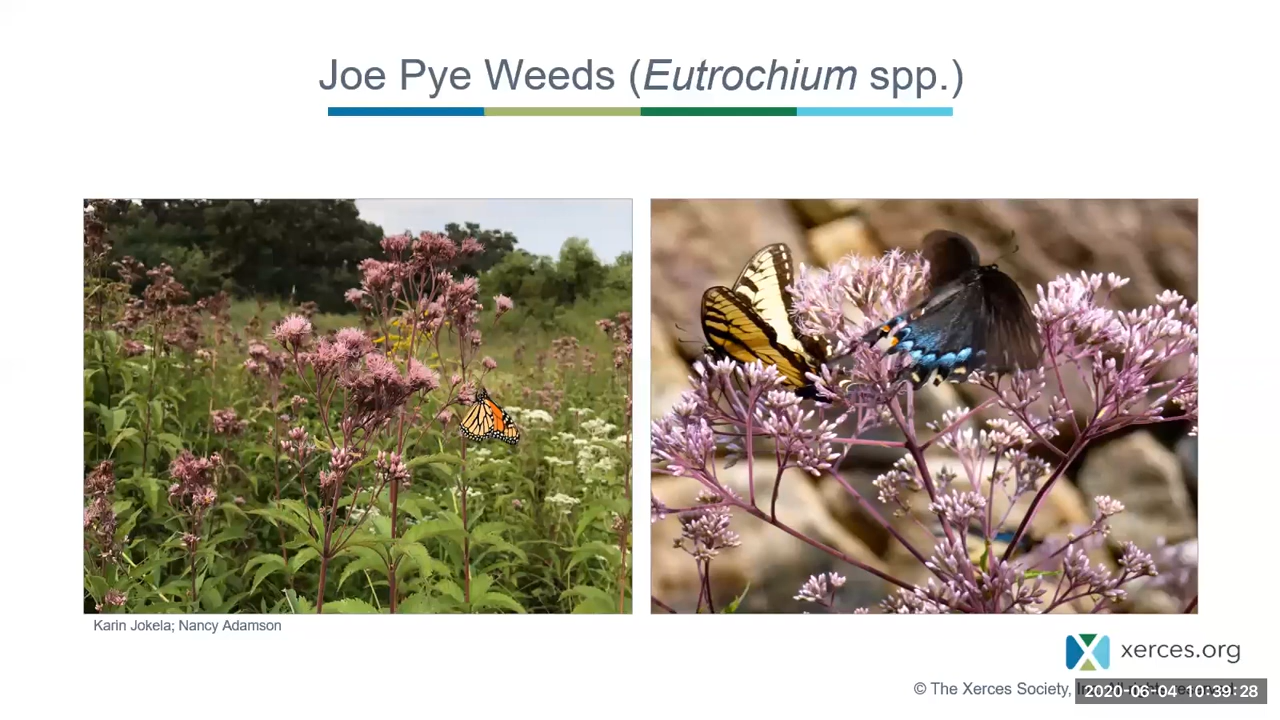 Joe Pye Weeds (Eutrochium spp.)
Karin Jokela; Nancy Adamson
xerces.org
© The Xerces Society,
2020-06-04 10:39:28